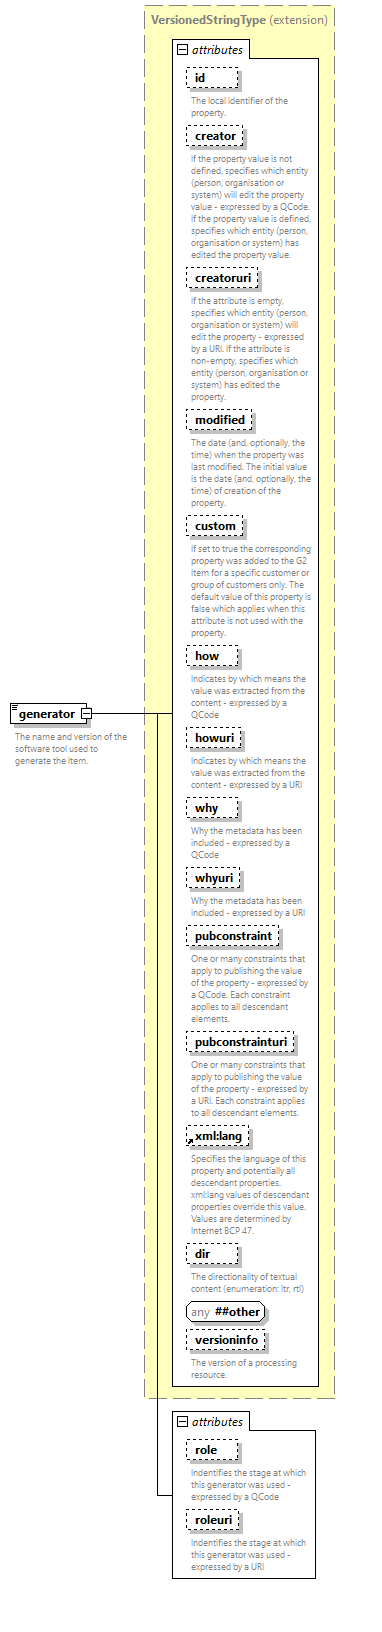 VersionedStringType (extension)
attributes
id
The local identifier of the
property.
creator
If the property value is not
defined, specifies which entity
(person, organisation or
system) will edit the property
value - expressed by a QCode.
If the property value is defined,
specifies which entity (person,
organisation or system) has
edited the property value.
creatoruri
If the attribute is empty,
specifies which entity (person,
organisation or system) will
edit the property - expressed
by a URI. If the attribute is
non-empty, specifies which
entity (person, organisation or
system) has edited the
property.
modified
The date (and, optionally, the
time) when the property was
last modified. The initial value
is the date (and, optionally, the
time) of creation of the
property.
custom
If set to true the corresponding
property was added to the G2
Item for a specific customer or
group of customers only. The
default value of this property is
false which applies when this
attribute is not used with the
property.
how
Indicates by which means the
value was extracted from the
content - expressed by a
QCode
generator
The name and version of the
software tool used to
generate the Item.
howuri
Indicates by which means the
value was extracted from the
content - expressed by a URI
why
Why the metadata has been
included - expressed by a
QCode
whyuri
Why the metadata has been
included - expressed by a URI
pubconstraint
One or many constraints that
apply to publishing the value
of the property - expressed by
a QCode. Each constraint
applies to all descendant
elements.
pubconstrainturi
One or many constraints that
apply to publishing the value
of the property - expressed by
a URI. Each constraint applies
to all descendant elements.
xml:lang
Specifies the language of this
property and potentially all
descendant properties.
xml:lang values of descendant
properties override this value.
Values are determined by
Internet BCP 47.
dir
The directionality of textual
content (enumeration: ltr, rtl)
any ##other
versioninfo
The version of a processing
resource.
attributes
role
Indentifies the stage at which
this generator was used -
expressed by a QCode
roleuri
Indentifies the stage at which
this generator was used -
expressed by a URI